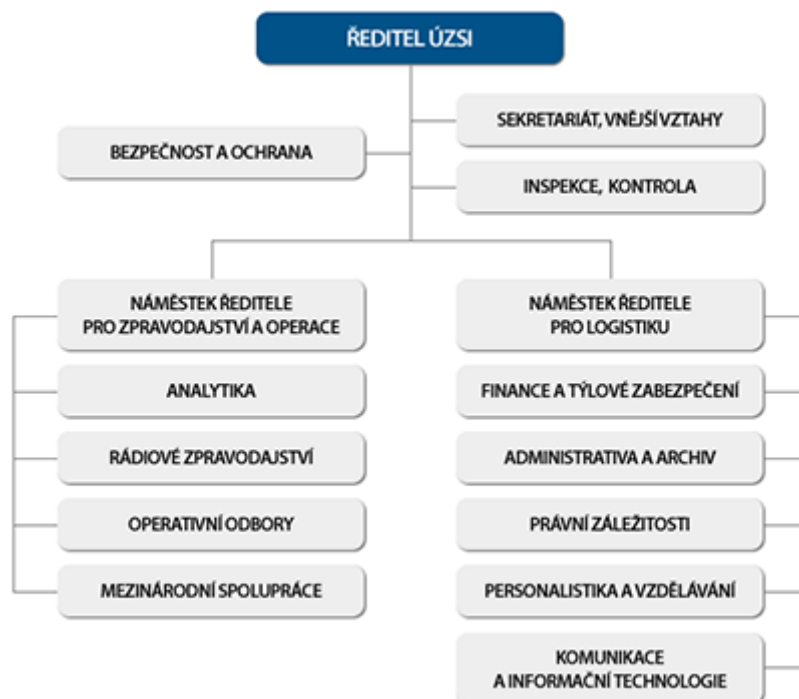 ŘEDITEL ÚZSI
SEKRETARIÁT, VNĚJŠÍ VZTAHY
BEZPEČNOST A OCHRANA
INSPEKCE, KONTROLA
NÁMĚSTEK ŘEDITELE
PRO ZPRAVODAJSTVÍ A OPERACE
ANALYTIKA
RÁDIOVÉ ZPRAVODAJSTVÍ
OPERATIVNÍ ODBORY
MEZINÁRODNÍ SPOLUPRÁCE
NÁMĚSTEK ŘEDITELE
PRO LOGISTIKU
FINANCE A TÝLOVÉ ZABEZPEČENÍ
ADMINISTRATIVA A ARCHIV
PRÁVNÍ ZÁLEŽITOSTI
PERSONALISTIKA A VZDĚLÁVÁNÍ
KOMUNIKACE
A INFORMAČNÍ TECHNOLOGIE